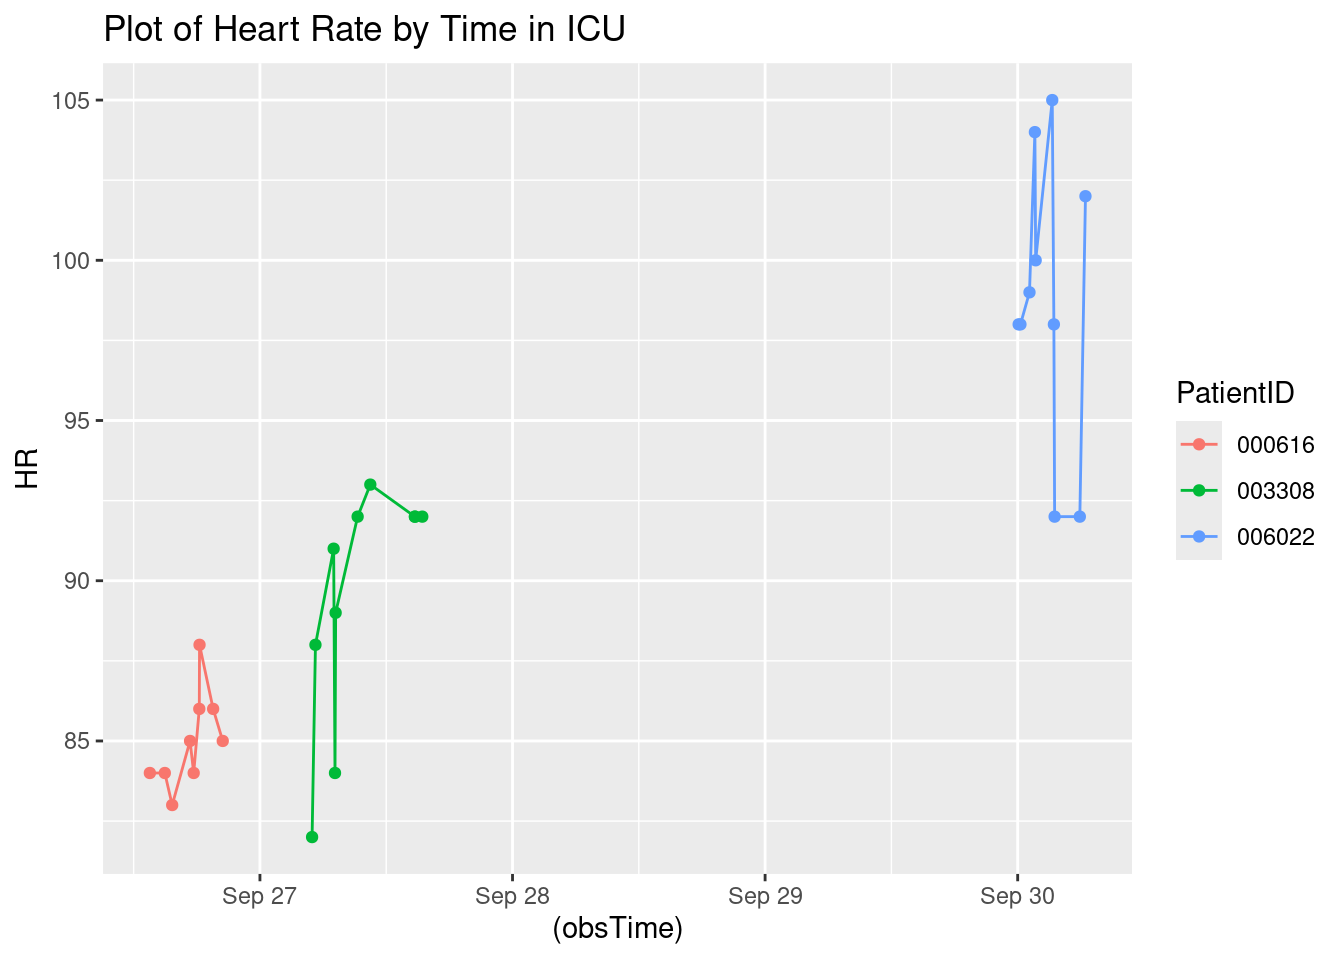 Plot of Heart Rate by Time in ICU
105
100
95
90
85
HR
Sep 27
Sep 28
Sep 29
Sep 30
(obsTime)
PatientID
000616
003308
006022